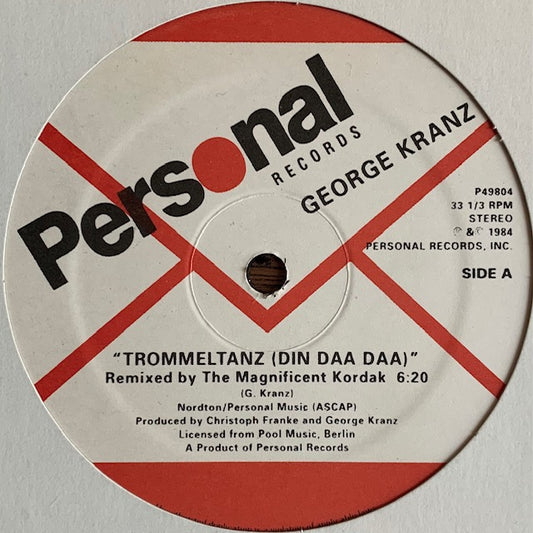 Personal
RECORDS
GEORGE KRANZ
P49804
33 1/3 RPM
STEREO
℗ & © 1984
PERSONAL RECORDS, INC.
SIDE A
"TROMMELTANZ (DIN DAA DAA)"
Remixed by The Magnificent Kordak 6:20
(G. Kranz)
Nordton/Personal Music (ASCAP)
Produced by Christoph Franke and George Kranz
Licensed from Pool Music, Berlin
A Product of Personal Records